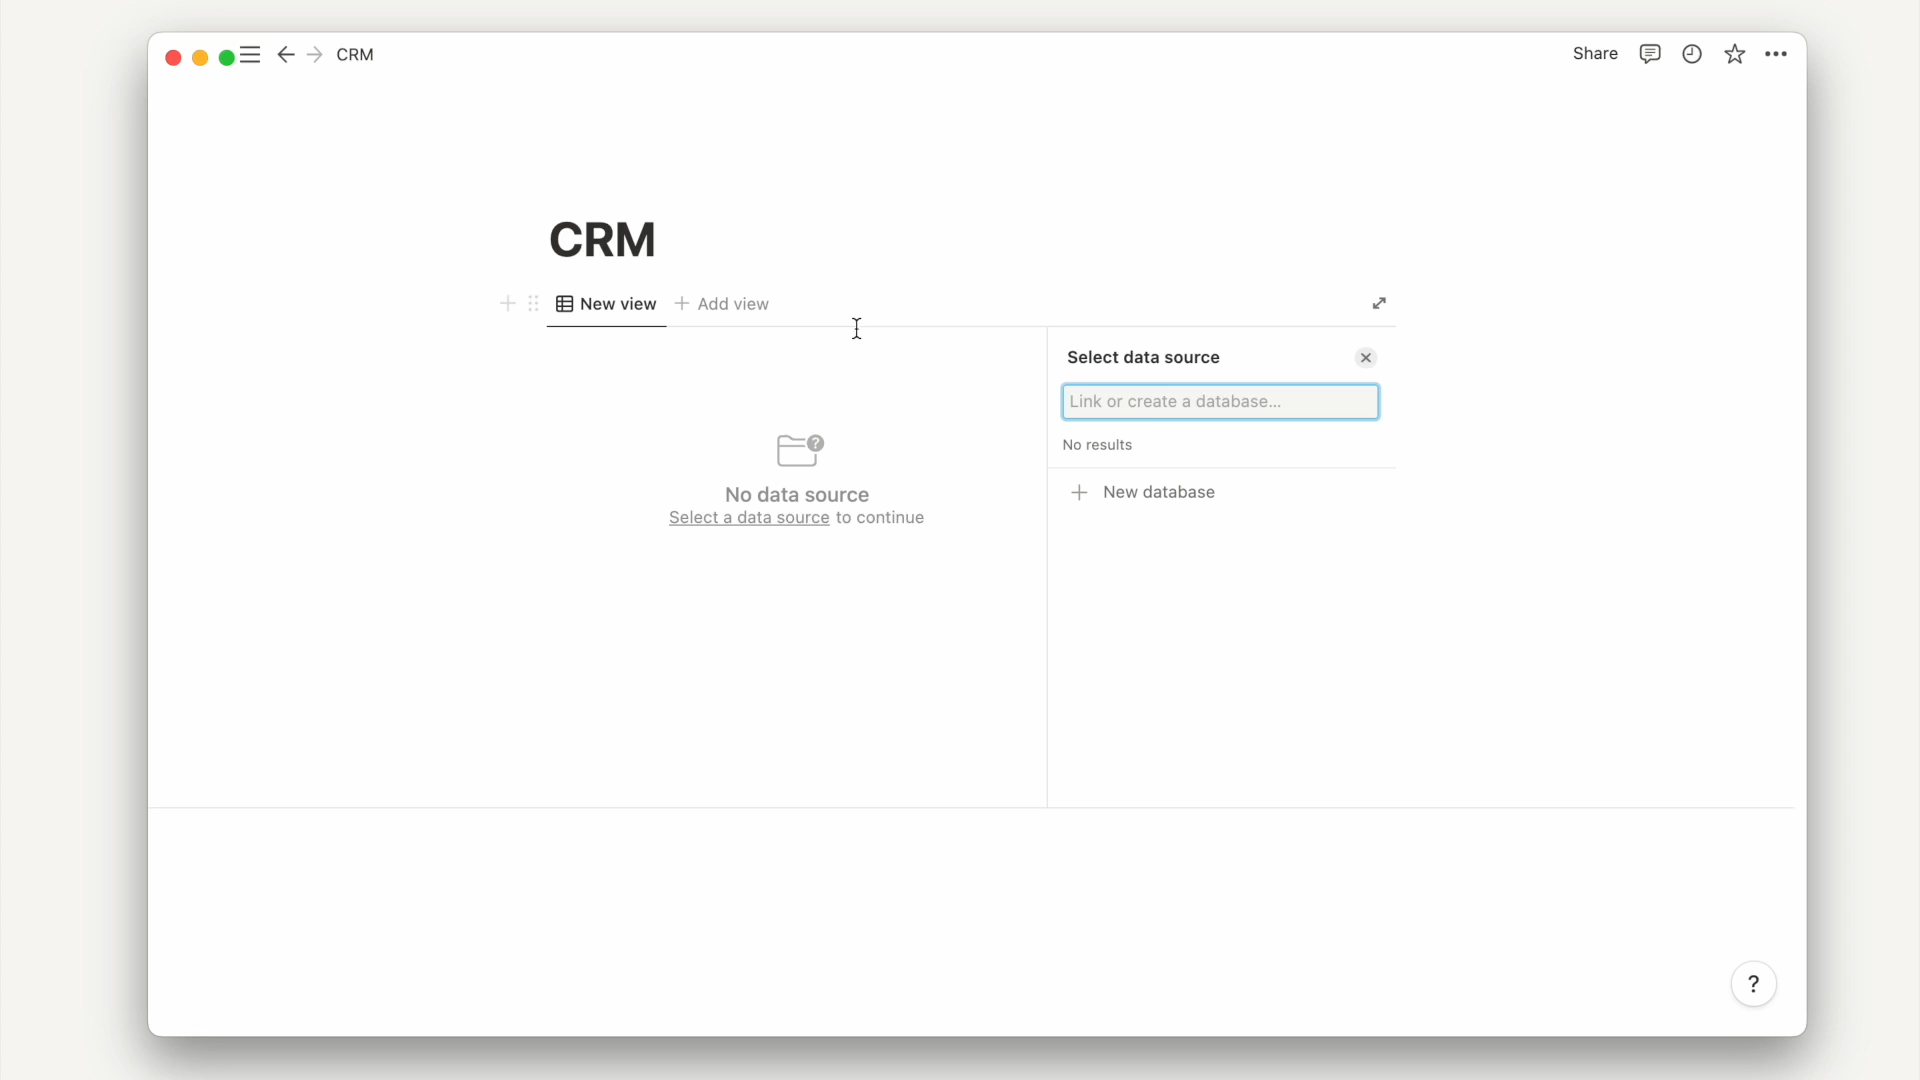 CRM
Share
CRM
New view
Add view
Select data source
Link or create a database...
No results
New database
?
No data source
Select a data source to continue
?